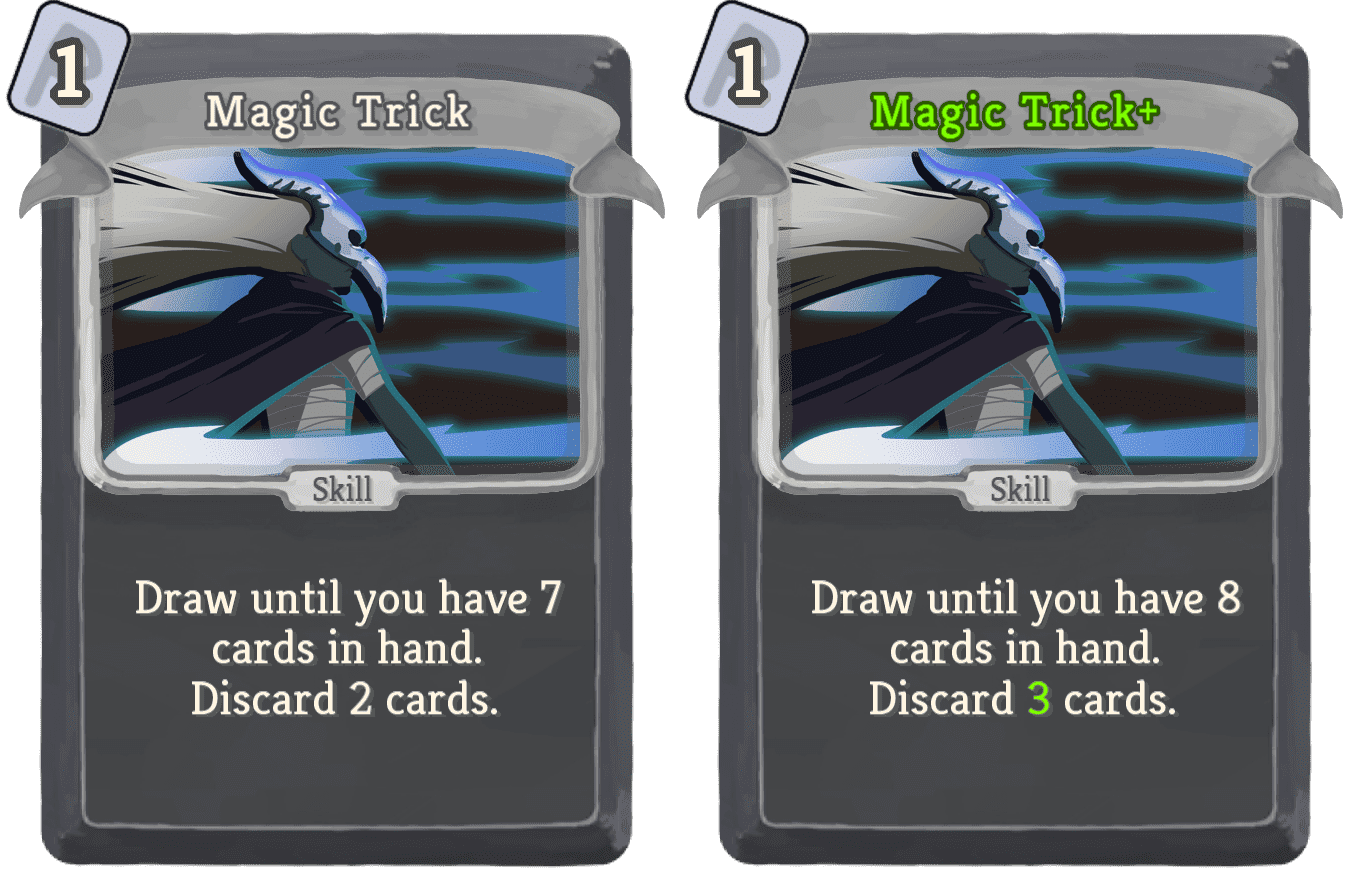 1
Magic Trick
Skill
Draw until you have 7
cards in hand.
Discard 2 cards.
1
Magic Trick+
Skill
Draw until you have 8
cards in hand.
Discard 3 cards.